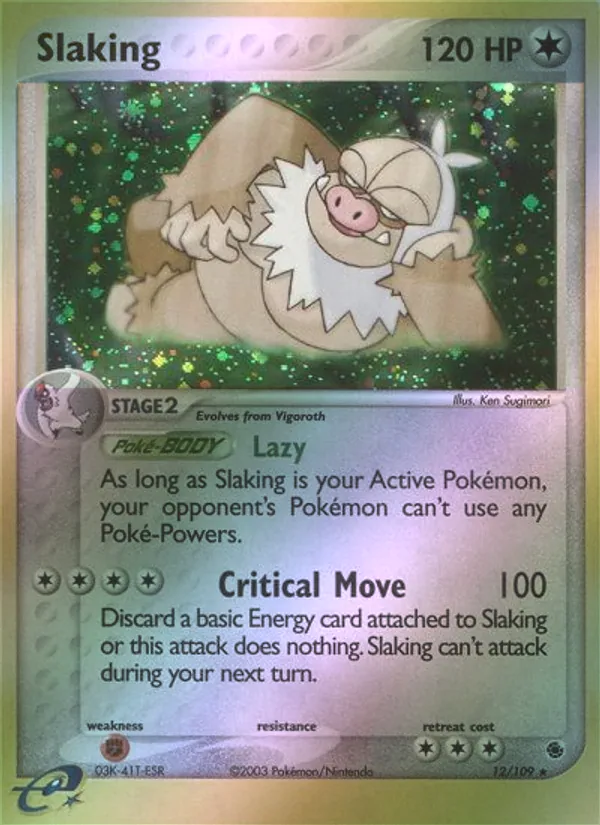 Slaking 120 HP
Illus. Ken Sugimori
STAGE2
Evolves from Vigoroth
Poké-BODY Lazy
As long as Slaking is your Active Pokémon,
your opponent's Pokémon can't use any
Poké-Powers.
Critical Move 100
Discard a basic Energy card attached to Slaking
or this attack does nothing. Slaking can't attack
during your next turn.
weakness resistance retreat cost
03K-41T-ESR ©2003 Pokémon/Nintendo 12/109 ★
e